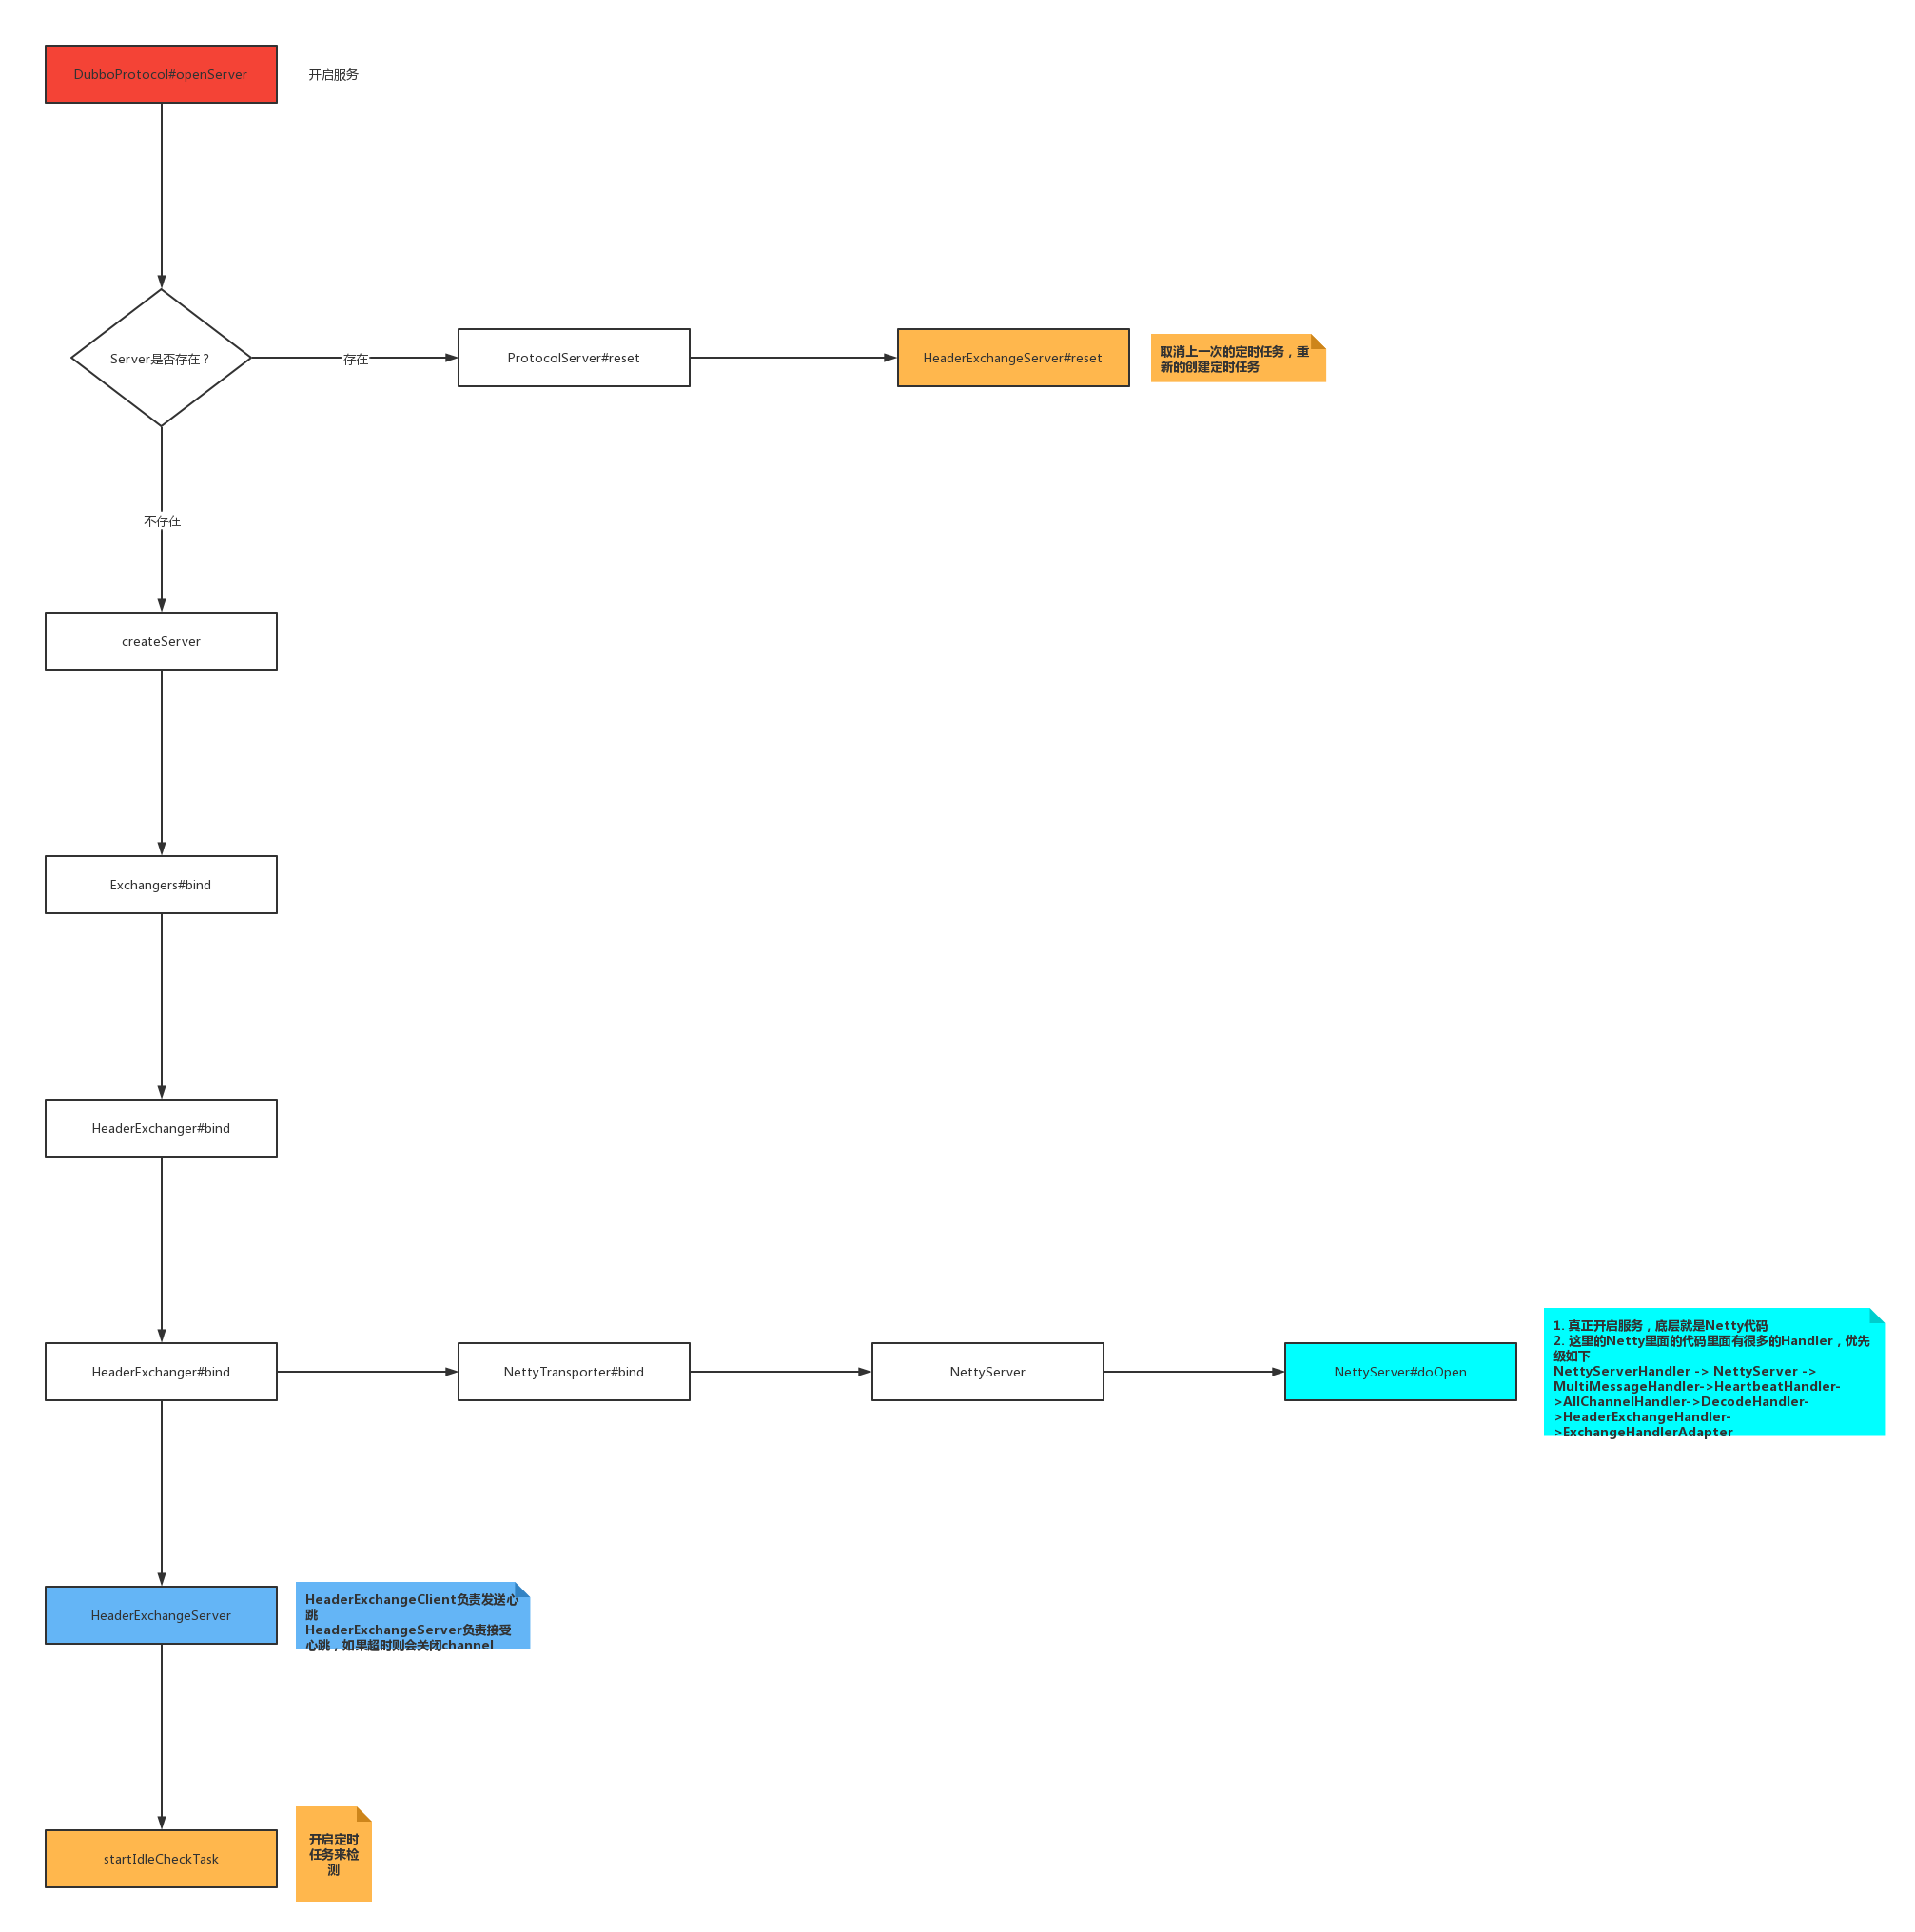 DubboProtocol#openServer
开启服务
Server是否存在？
存在
ProtocolServer#reset
HeaderExchangeServer#reset
取消上一次的定时任务，重
新的创建定时任务
不存在
createServer
Exchangers#bind
HeaderExchanger#bind
HeaderExchanger#bind
NettyTransporter#bind
NettyServer
NettyServer#doOpen
1. 真正开启服务，底层就是Netty代码
2. 这里的Netty里面的代码里面有很多的Handler，优先
级如下
NettyServerHandler -> NettyServer ->
MultiMessageHandler->HeartbeatHandler-
>AllChannelHandler->DecodeHandler-
>HeaderExchangeHandler-
>ExchangeHandlerAdapter
HeaderExchangeServer
HeaderExchangeClient负责发送心
跳
HeaderExchangeServer负责接受
心跳，如果超时则会关闭channel
startIdleCheckTask
开启定时
任务来检
测